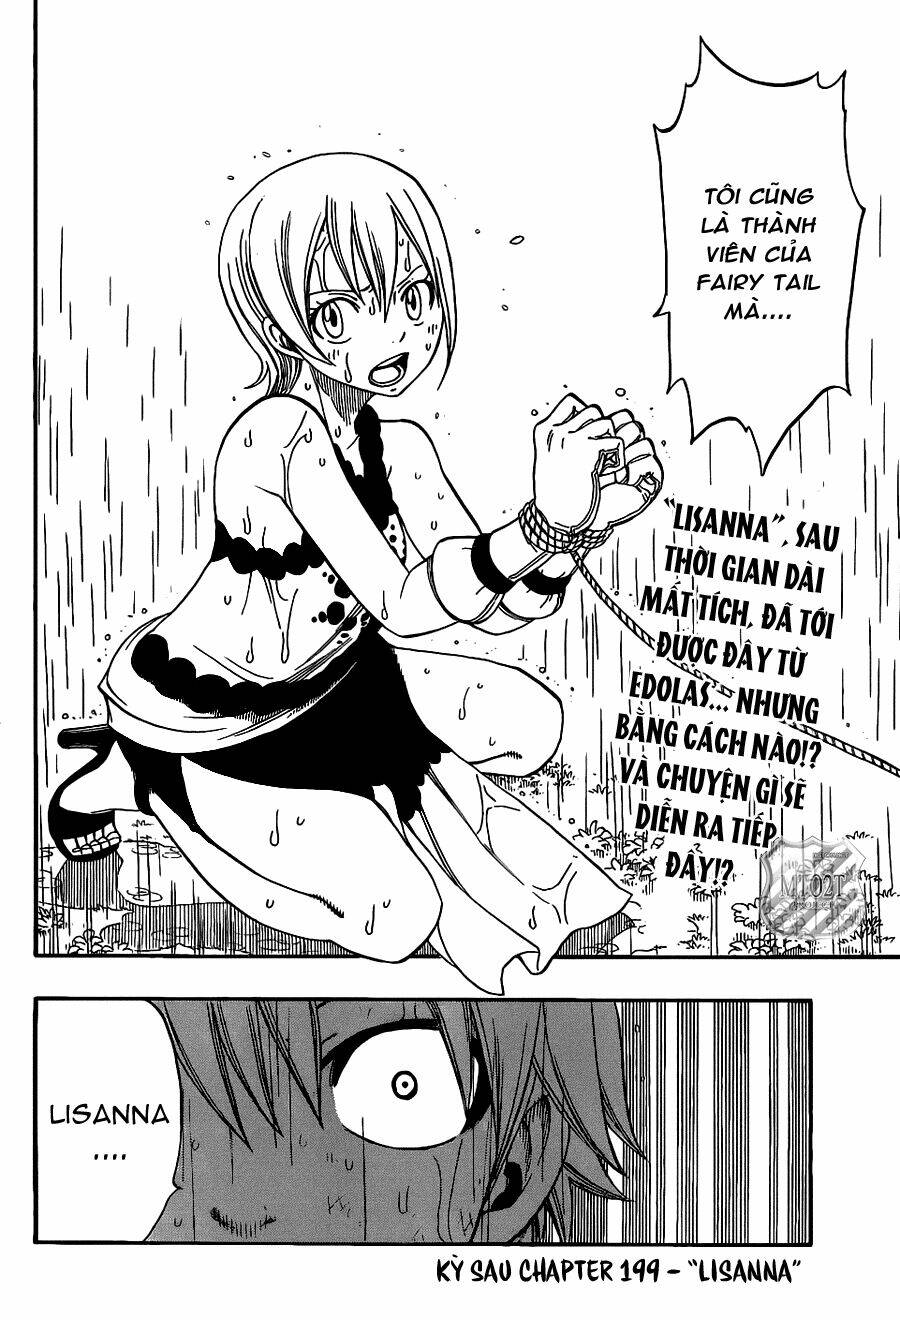 TÔI CŨNG
LÀ THÀNH
VIÊN CỦA
FAIRY TAIL
MÀ....
"LISANNA", SAU
THỜI GIAN DÀI
MẤT TÍCH, ĐÃ TỚI
ĐƯỢC ĐÂY TỪ
EDOLAS... NHƯNG
BẰNG CÁCH NÀO!?
VÀ CHUYỆN GÌ SẼ
DIỄN RA TIẾP
ĐÂY!?
MT02T
LISANNA
....
KỲ SAU CHAPTER 199 - "LISANNA"